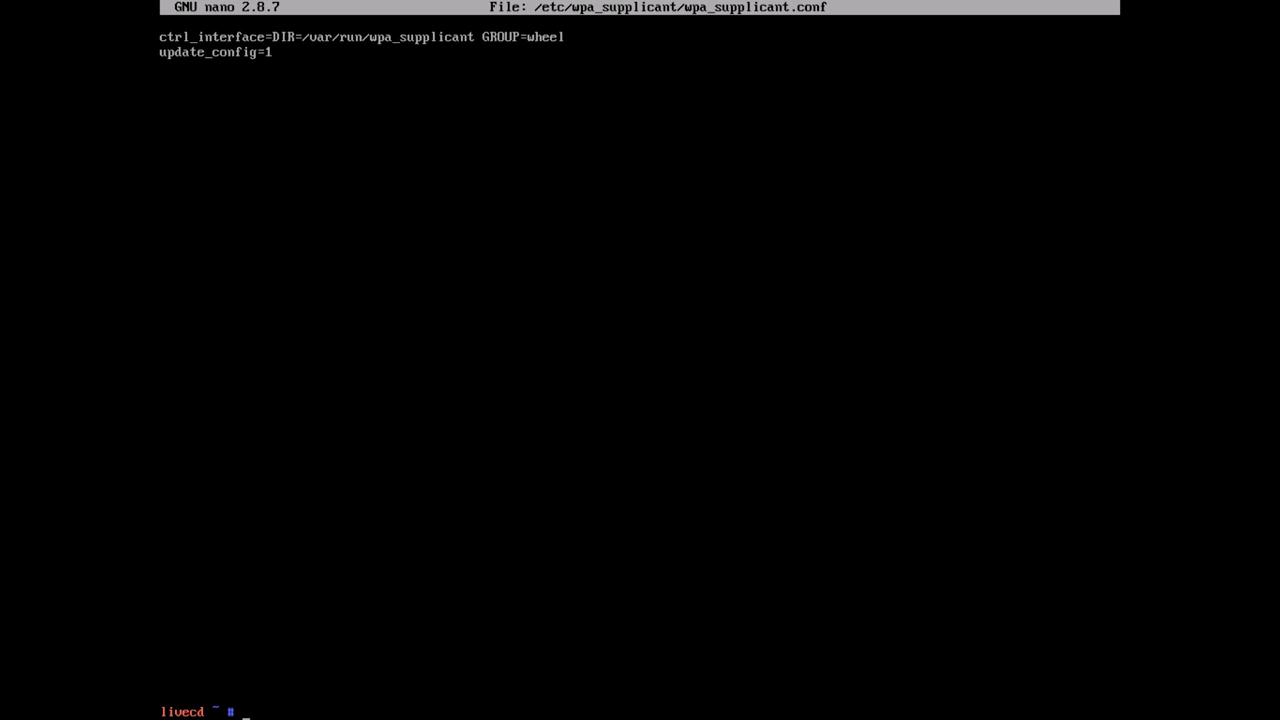 GNU nano 2.8.7 File: /etc/wpa_supplicant/wpa_supplicant.conf
ctrl_interface=DIR=/var/run/wpa_supplicant GROUP=wheel
update_config=1
livecd ~ #